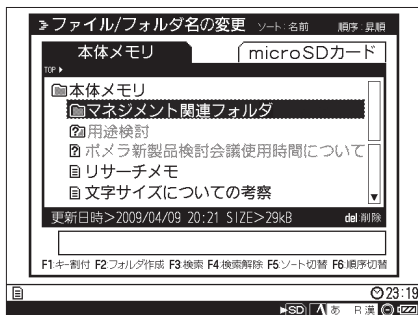 ファイル/フォルダ名の変更 ソート:名前 順序:昇順
本体メモリ microSDカード
TOP
本体メモリ
マネジメント関連フォルダ
用途検討
ポメラ新製品検討会議使用時間について
リサーチメモ
文字サイズについての考察
更新日時>2009/04/09 20:21 SIZE>29kB del:削除
F1:キー割付 F2:フォルダ作成 F3:検索 F4:検索解除 F5:ソート切替 F6:順序切替
23:19
SD A あ R漢